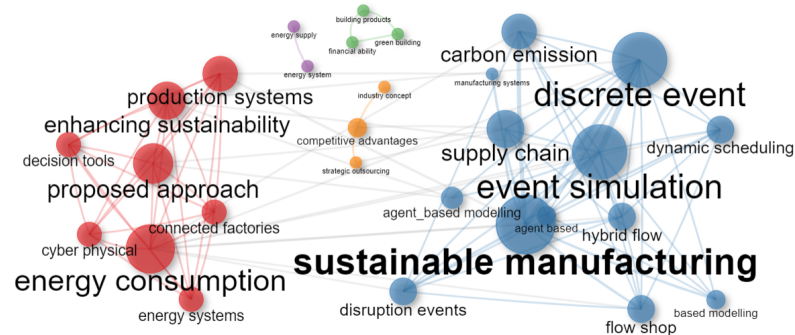 building products
energy supply
green building
financial ability
carbon emission
energy system
manufacturing systems
industry concept
production systems
discrete event
enhancing sustainability
competitive advantages
dynamic scheduling
decision tools
supply chain
strategic outsourcing
proposed approach
event simulation
agent_based modelling
connected factories
agent based
hybrid flow
cyber physical
sustainable manufacturing
energy consumption
disruption events
based modelling
energy systems
flow shop